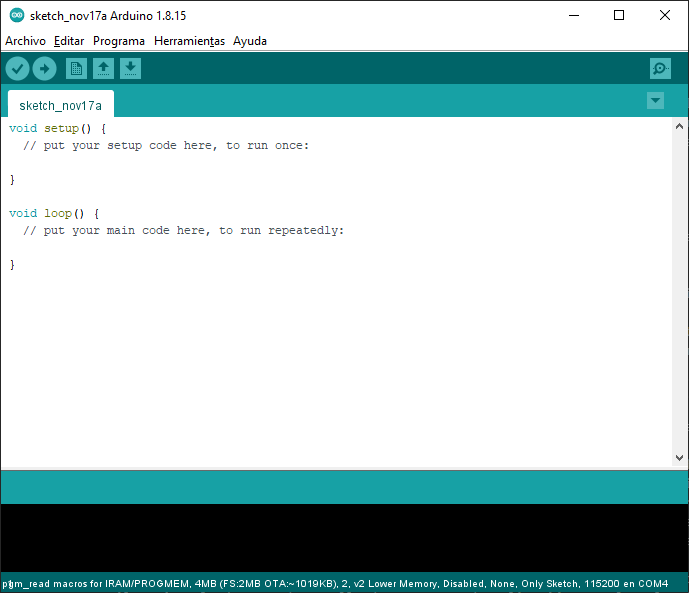 sketch_nov17a Arduino 1.8.15
Archivo Editar Programa Herramientas Ayuda
sketch_nov17a
void setup() {
// put your setup code here, to run once:
}
void loop() {
// put your main code here, to run repeatedly:
}
pgm_read macros for IRAM/PROGMEM, 4MB (FS:2MB OTA:~1019KB), 2, v2 Lower Memory, Disabled, None, Only Sketch, 115200 en COM4